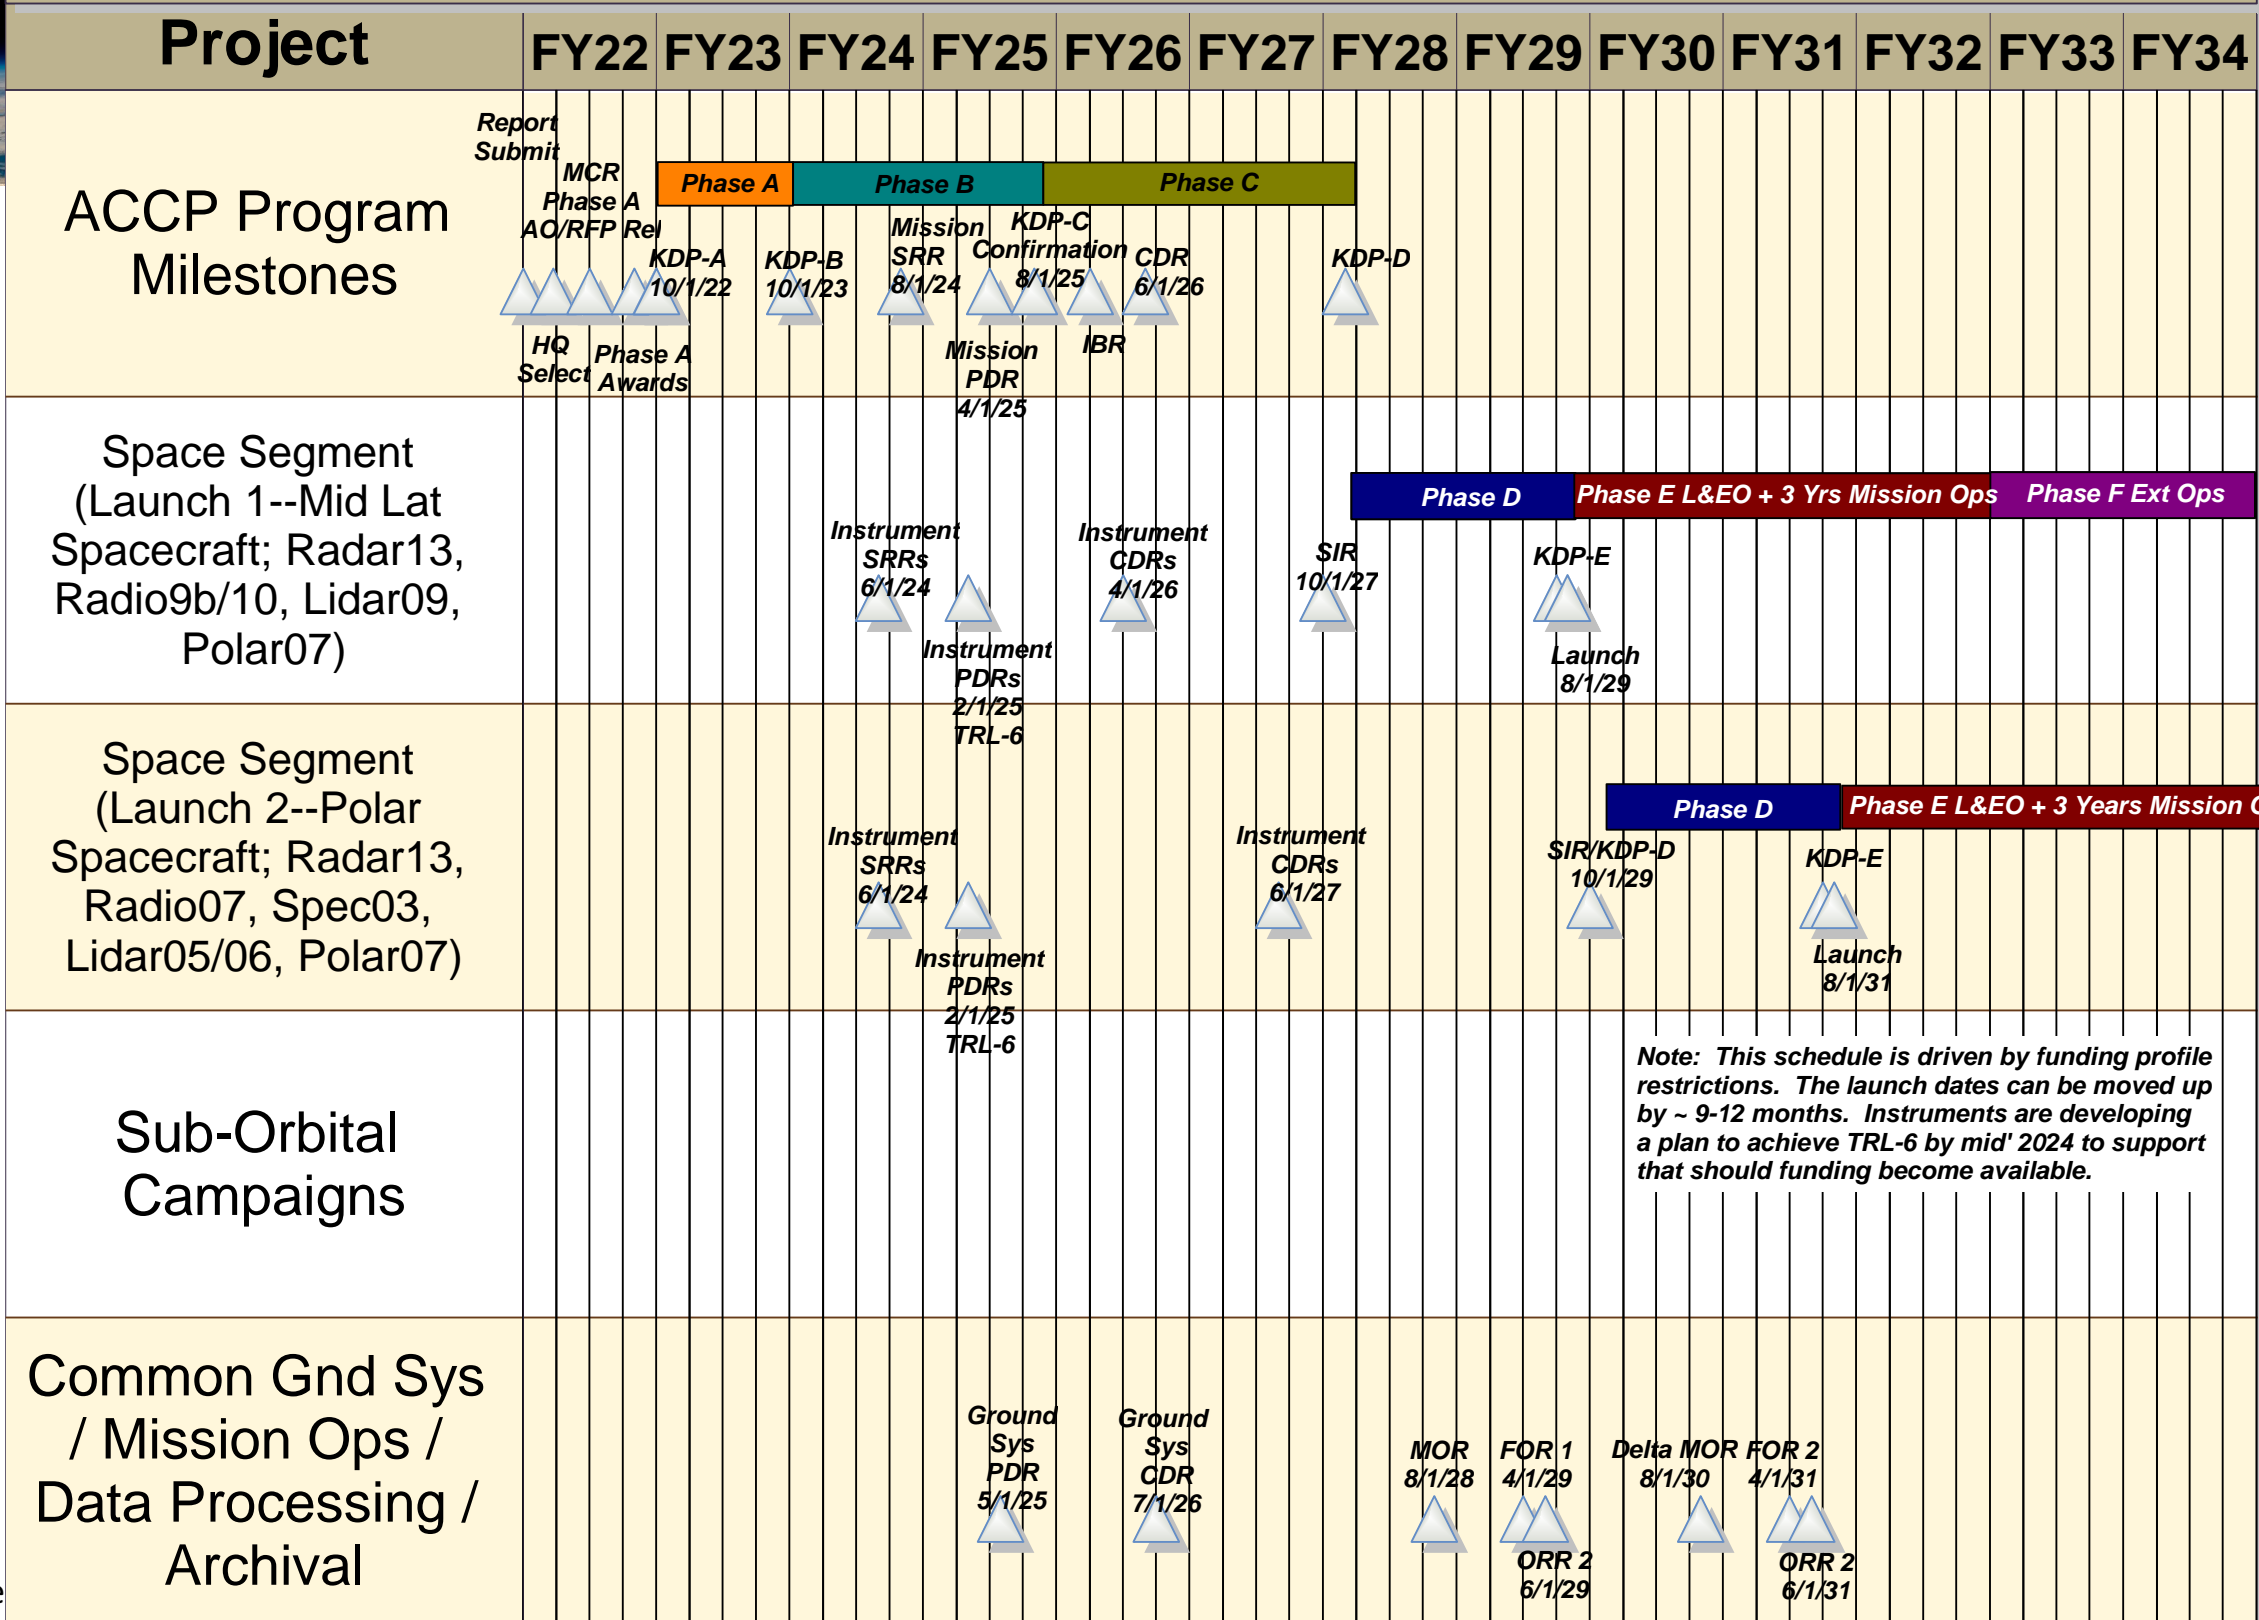 Project FY22 FY23 FY24 FY25 FY26 FY27 FY28 FY29 FY30 FY31 FY32 FY33 FY34
ACCP Program
Milestones
Report
Submit
MCR
Phase A
AO/RFP Rel
Phase A
Phase B
Phase C
KDP-A
10/1/22
KDP-B
10/1/23
Mission
SRR
8/1/24
KDP-C
Confirmation
8/1/25
CDR
6/1/26
KDP-D
HQ
Select
Phase A
Awards
Mission
PDR
4/1/25
IBR
Space Segment
(Launch 1--Mid Lat
Spacecraft; Radar13,
Radio9b/10, Lidar09,
Polar07)
Phase D
Phase E L&EO + 3 Yrs Mission Ops
Phase F Ext Ops
Instrument
SRRs
6/1/24
Instrument
CDRs
4/1/26
SIR
10/1/27
KDP-E
Instrument
PDRs
2/1/25
TRL-6
Launch
8/1/29
Space Segment
(Launch 2--Polar
Spacecraft; Radar13,
Radio07, Spec03,
Lidar05/06, Polar07)
Phase D
Phase E L&EO + 3 Years Mission
Instrument
SRRs
6/1/24
Instrument
CDRs
6/1/27
SIR/KDP-D
10/1/29
KDP-E
Instrument
PDRs
2/1/25
TRL-6
Launch
8/1/31
Sub-Orbital
Campaigns
Note: This schedule is driven by funding profile
restrictions. The launch dates can be moved up
by ~ 9-12 months. Instruments are developing
a plan to achieve TRL-6 by mid' 2024 to support
that should funding become available.
Common Gnd Sys
/ Mission Ops /
Data Processing /
Archival
Ground
Sys
PDR
5/1/25
Ground
Sys
CDR
7/1/26
MOR
8/1/28
FOR 1
4/1/29
Delta MOR
8/1/30
FOR 2
4/1/31
ORR 2
6/1/29
ORR 2
6/1/31